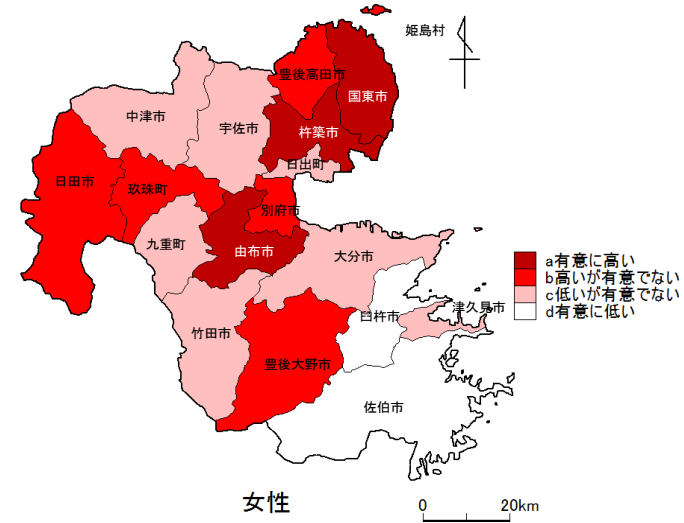 姫島村
豊後高田市
国東市
中津市
宇佐市
杵築市
日出町
日田市
玖珠町
別府市
九重町
由布市
大分市
a有意に高い
b高いが有意でない
c低いが有意でない
d有意に低い
津久見市
臼杵市
竹田市
豊後大野市
佐伯市
女性
0 20km